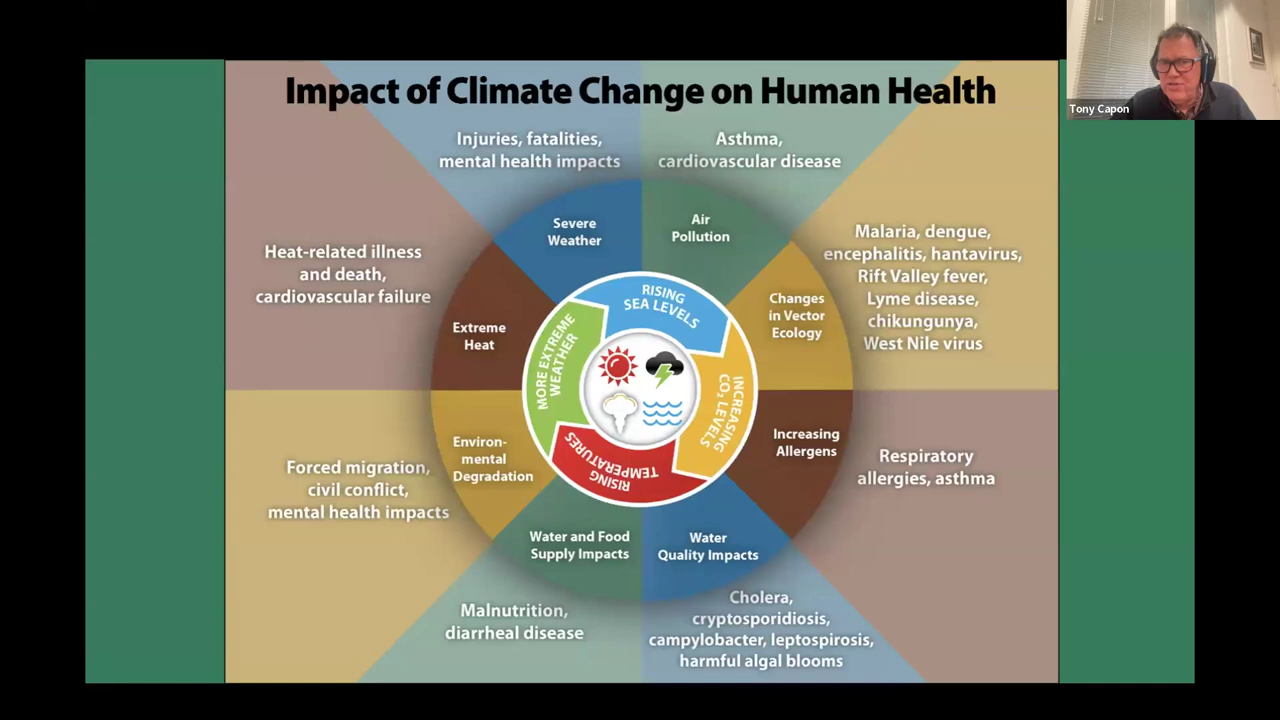 Impact of Climate Change on Human Health
Tony Capon
Injuries, fatalities,
mental health impacts
Asthma,
cardiovascular disease
Severe
Weather
Air
Pollution
Heat-related illness
and death,
cardiovascular failure
Malaria, dengue,
encephalitis, hantavirus,
Rift Valley fever,
Lyme disease,
chikungunya,
West Nile virus
Extreme
Heat
Changes
in Vector
Ecology
RISING
SEA LEVELS
MORE EXTREME
WEATHER
INCREASING
CO₂ LEVELS
RISING
TEMPERATURES
Forced migration,
civil conflict,
mental health impacts
Environ-
mental
Degradation
Increasing
Allergens
Respiratory
allergies, asthma
Water and Food
Supply Impacts
Water
Quality Impacts
Malnutrition,
diarrheal disease
Cholera,
cryptosporidiosis,
campylobacter, leptospirosis,
harmful algal blooms